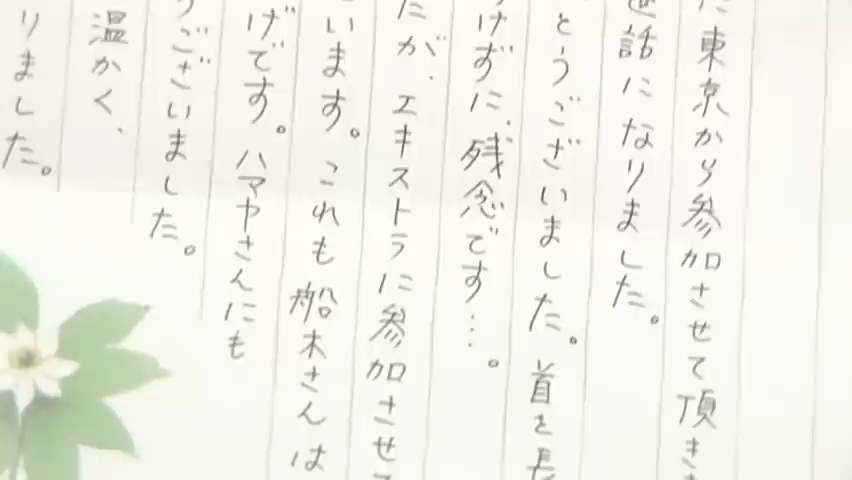 た東京から参加させて頂き
世話になりました。
とうございました。首を長
けずに、残念です…。
たが、エキストラに参加させて
います。これも船木さんは
げです。ハマヤさんにも
うございました。
温かく、
りました。